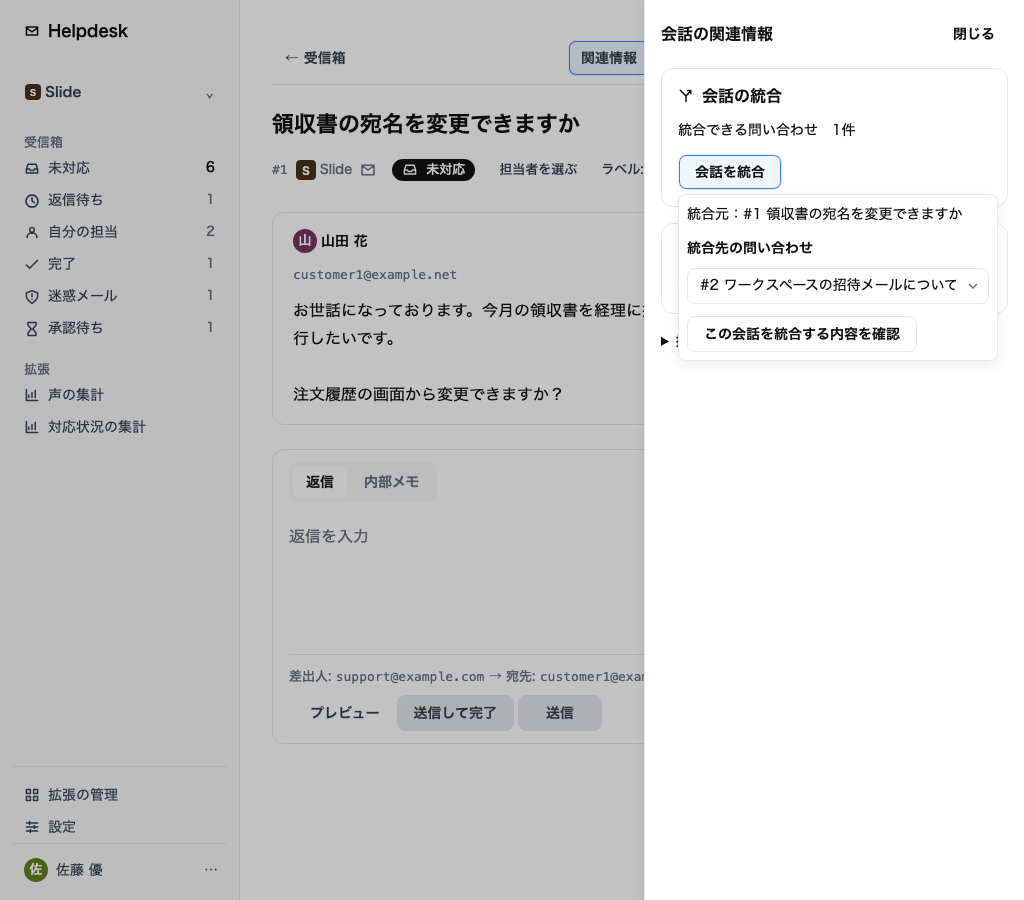 Helpdesk
S Slide
受信箱
未対応 6
返信待ち 1
自分の担当 2
完了 1
迷惑メール 1
承認待ち 1
拡張
声の集計
対応状況の集計
拡張の管理
設定
佐 佐藤 優 ...
← 受信箱
関連情報
領収書の宛名を変更できますか
#1 S Slide 未対応 担当者を選ぶ ラベル:
山 山田 花
customer1@example.net
お世話になっております。今月の領収書を経理に
行したいです。
注文履歴の画面から変更できますか？
返信 内部メモ
返信を入力
差出人: support@example.com → 宛先: customer1@exa
プレビュー 送信して完了 送信
会話の関連情報 閉じる
会話の統合
統合できる問い合わせ 1件
会話を統合
統合元：#1 領収書の宛名を変更できますか
統合先の問い合わせ
#2 ワークスペースの招待メールについて
この会話を統合する内容を確認